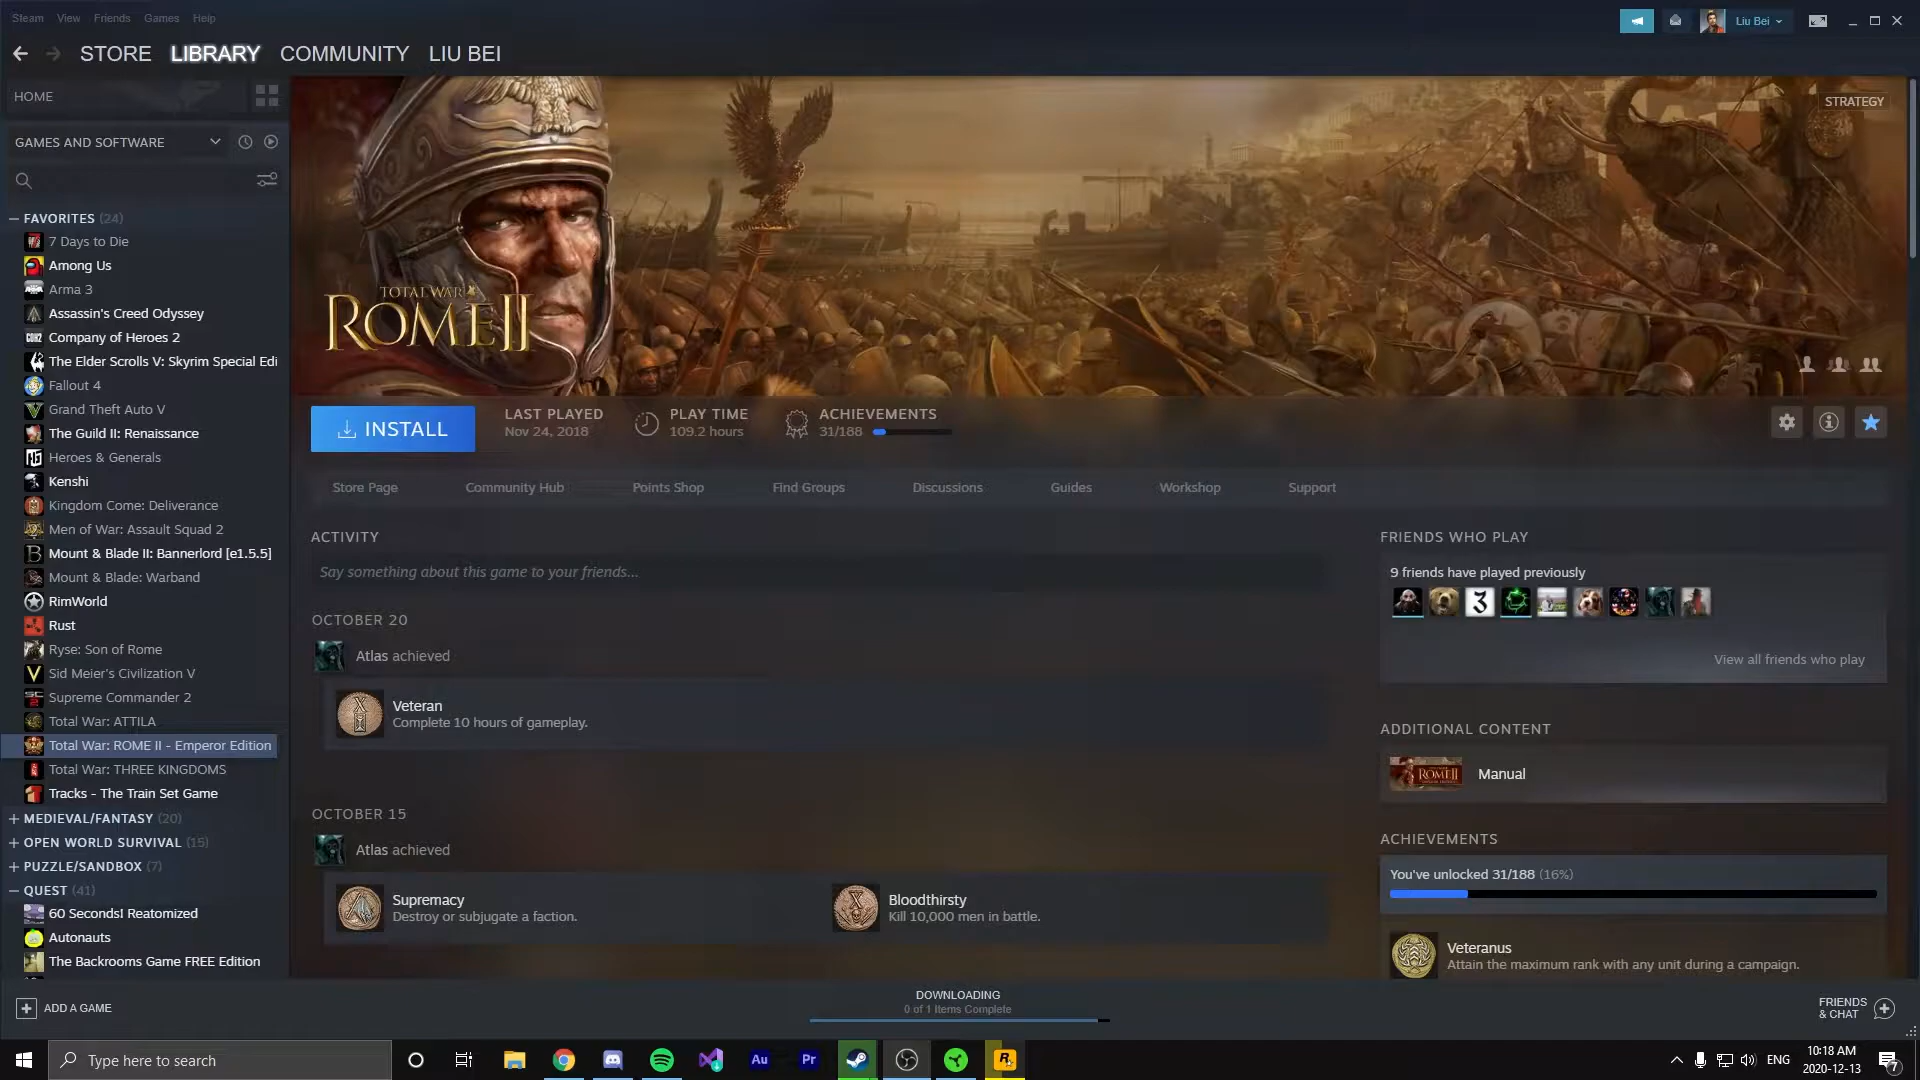 Steam View Friends Games Help
Liu Bei
STORE LIBRARY COMMUNITY LIU BEI
HOME
GAMES AND SOFTWARE
FAVORITES (24)
7 Days to Die
Among Us
Arma 3
Assassin's Creed Odyssey
Company of Heroes 2
The Elder Scrolls V: Skyrim Special Edi
Fallout 4
Grand Theft Auto V
The Guild II: Renaissance
Heroes & Generals
Kenshi
Kingdom Come: Deliverance
Men of War: Assault Squad 2
Mount & Blade II: Bannerlord [e1.5.5]
Mount & Blade: Warband
RimWorld
Rust
Ryse: Son of Rome
Sid Meier's Civilization V
Supreme Commander 2
Total War: ATTILA
Total War: ROME II - Emperor Edition
Total War: THREE KINGDOMS
Tracks - The Train Set Game
MEDIEVAL/FANTASY (20)
OPEN WORLD SURVIVAL (15)
PUZZLE/SANDBOX (7)
QUEST (41)
60 Seconds! Reatomized
Autonauts
The Backrooms Game FREE Edition
ADD A GAME
STRATEGY
TOTAL WAR
ROME II
INSTALL
LAST PLAYED
Nov 24, 2018
PLAY TIME
109.2 hours
ACHIEVEMENTS
31/188
Store Page Community Hub Points Shop Find Groups Discussions Guides Workshop Support
ACTIVITY
Say something about this game to your friends...
OCTOBER 20
Atlas achieved
Veteran
Complete 10 hours of gameplay.
OCTOBER 15
Atlas achieved
Supremacy
Destroy or subjugate a faction.
Bloodthirsty
Kill 10,000 men in battle.
FRIENDS WHO PLAY
9 friends have played previously
3
View all friends who play
ADDITIONAL CONTENT
ROME II
Manual
ACHIEVEMENTS
You've unlocked 31/188 (16%)
Veteranus
Attain the maximum rank with any unit during a campaign.
DOWNLOADING
0 of 1 Items Complete
FRIENDS
& CHAT
Type here to search
Au
Pr
R
ENG
10:18 AM
2020-12-13
7